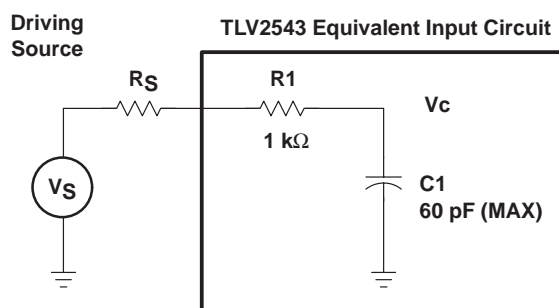 Driving
Source
TLV2543 Equivalent Input Circuit
RS
R1
Vc
1 kΩ
VS
C1
60 pF (MAX)